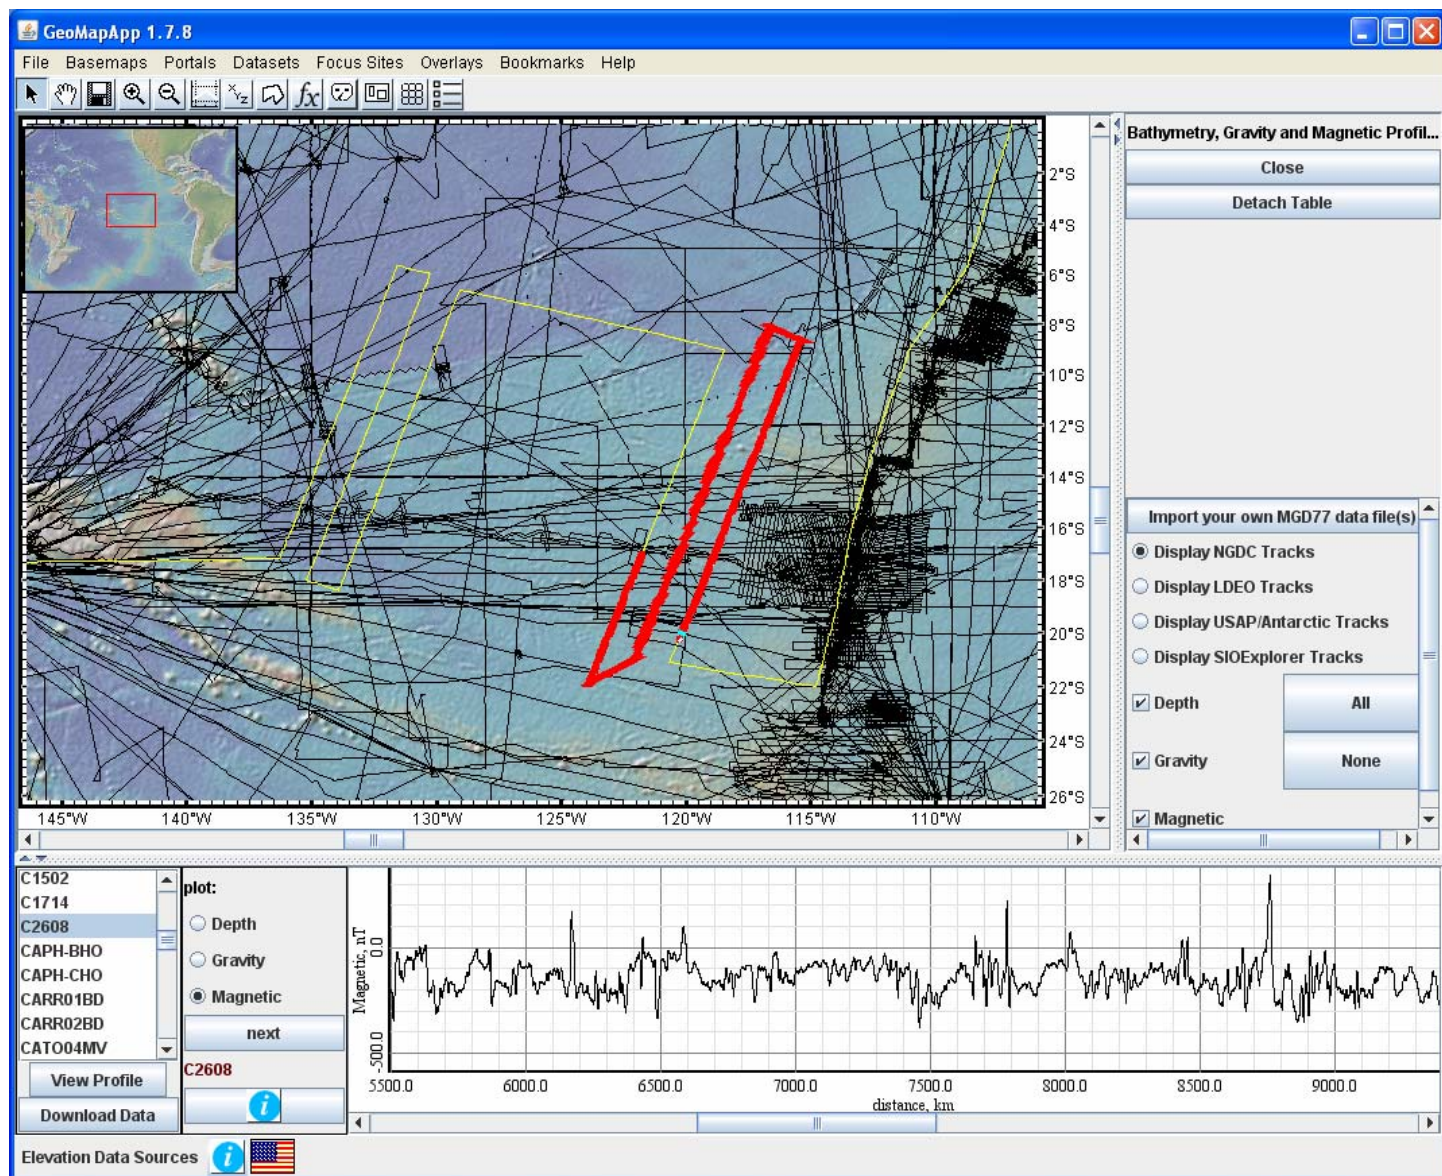 GeoMapApp 1.7.8
File Basemaps Portals Datasets Focus Sites Overlays Bookmarks Help
X Y Z fx
Bathymetry, Gravity and Magnetic Profil...
Close
Detach Table
2°S
4°S
6°S
8°S
10°S
12°S
14°S
16°S
18°S
20°S
22°S
24°S
26°S
145°W 140°W 135°W 130°W 125°W 120°W 115°W 110°W
Import your own MGD77 data file(s)
Display NGDC Tracks
Display LDEO Tracks
Display USAP/Antarctic Tracks
Display SIOExplorer Tracks
Depth All
Gravity None
Magnetic
C1502
C1714
C2608
CAPH-BHO
CAPH-CHO
CARR01BD
CARR02BD
CATO04MV
View Profile
Download Data
plot:
Depth
Gravity
Magnetic
next
C2608
i
Magnetic, nT
0.0
-500.0
5500.0 6000.0 6500.0 7000.0 7500.0 8000.0 8500.0 9000.0
distance, km
Elevation Data Sources i